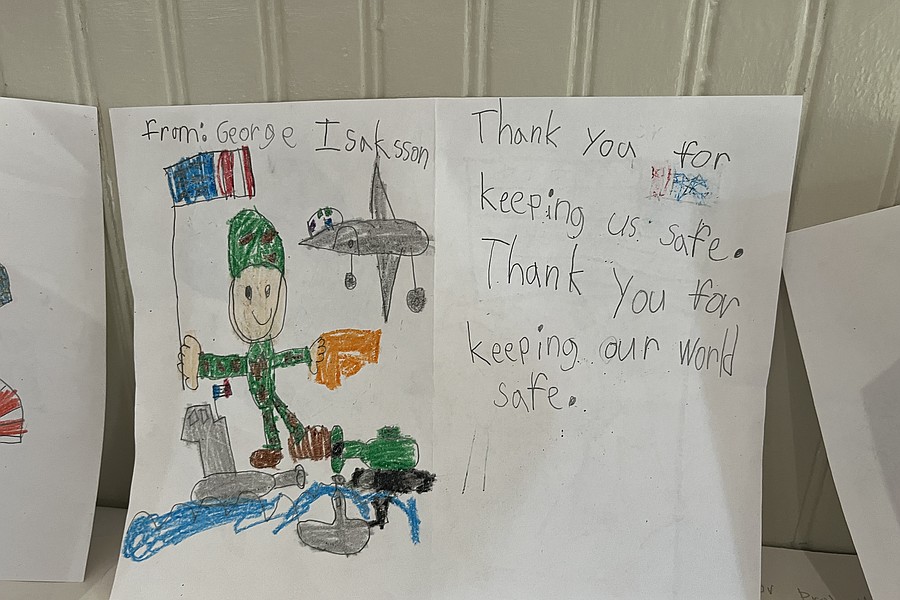 from: George Isaksson
Thank you for
keeping us safe.
Thank You for
keeping our world
safe.